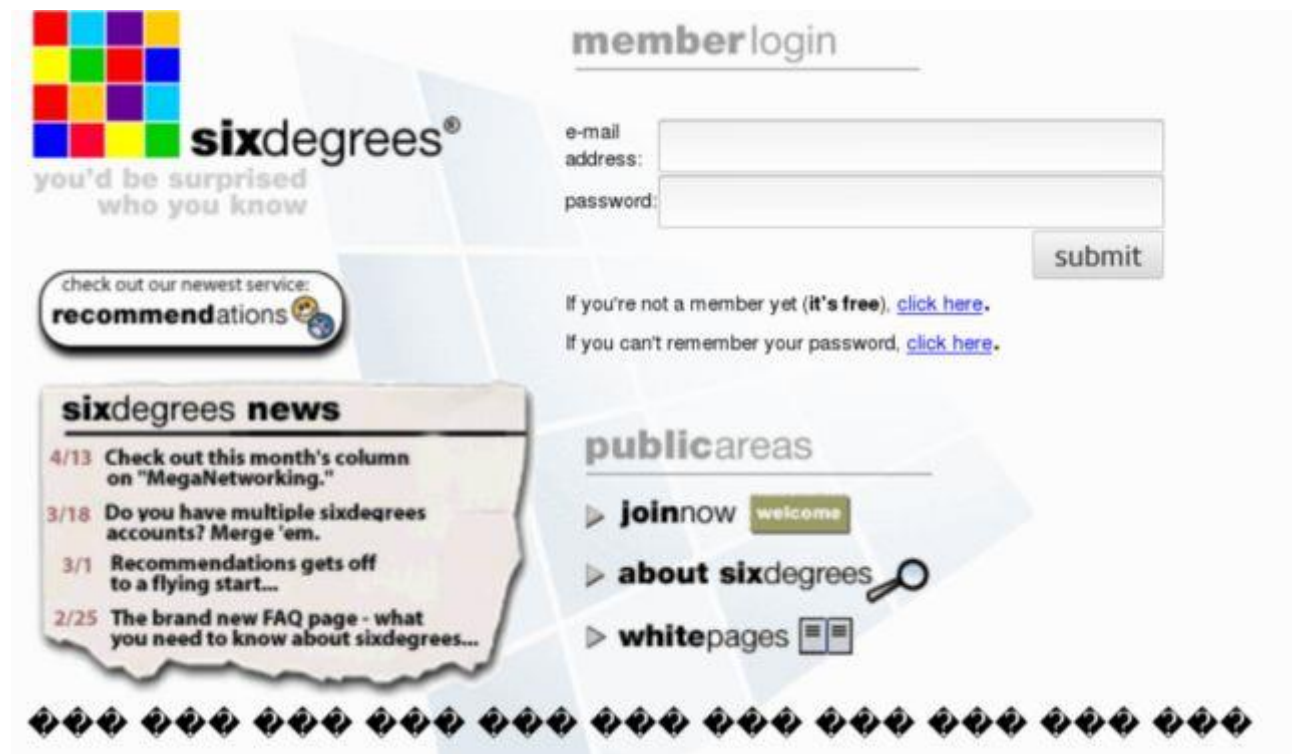 sixdegrees®
you'd be surprised
who you know
check out our newest service:
recommendations
sixdegrees news
4/13 Check out this month's column
on "MegaNetworking."
3/18 Do you have multiple sixdegrees
accounts? Merge 'em.
3/1 Recommendations gets off
to a flying start...
2/25 The brand new FAQ page - what
you need to know about sixdegrees...
memberlogin
e-mail
address:
password:
submit
If you're not a member yet (it's free), click here.
If you can't remember your password, click here.
publicareas
joinnow welcome
about sixdegrees
whitepages
��� ��� ��� ��� ��� ��� ��� ��� ��� ��� ���